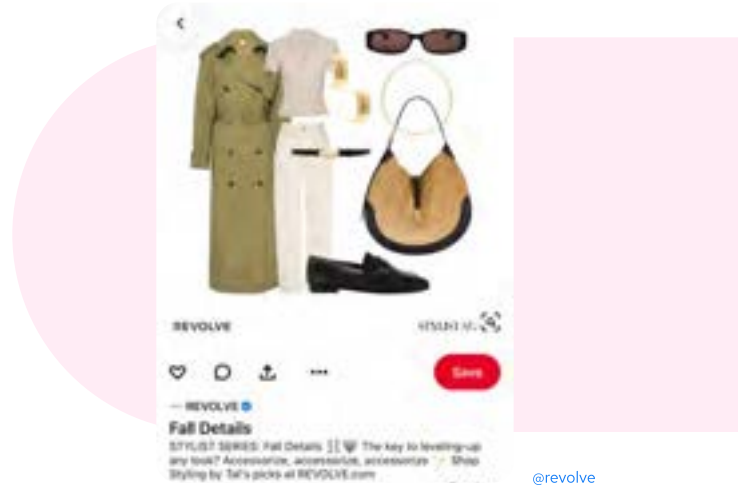 REVOLVE
STYLIST
Save
REVOLVE
Fall Details
STYLIST SERIES: Fall Details The key to leveling-up
any look? Accessorize, accessorize, accessorize ✨ Shop
Styling by Tal's picks at REVOLVE.com
@revolve